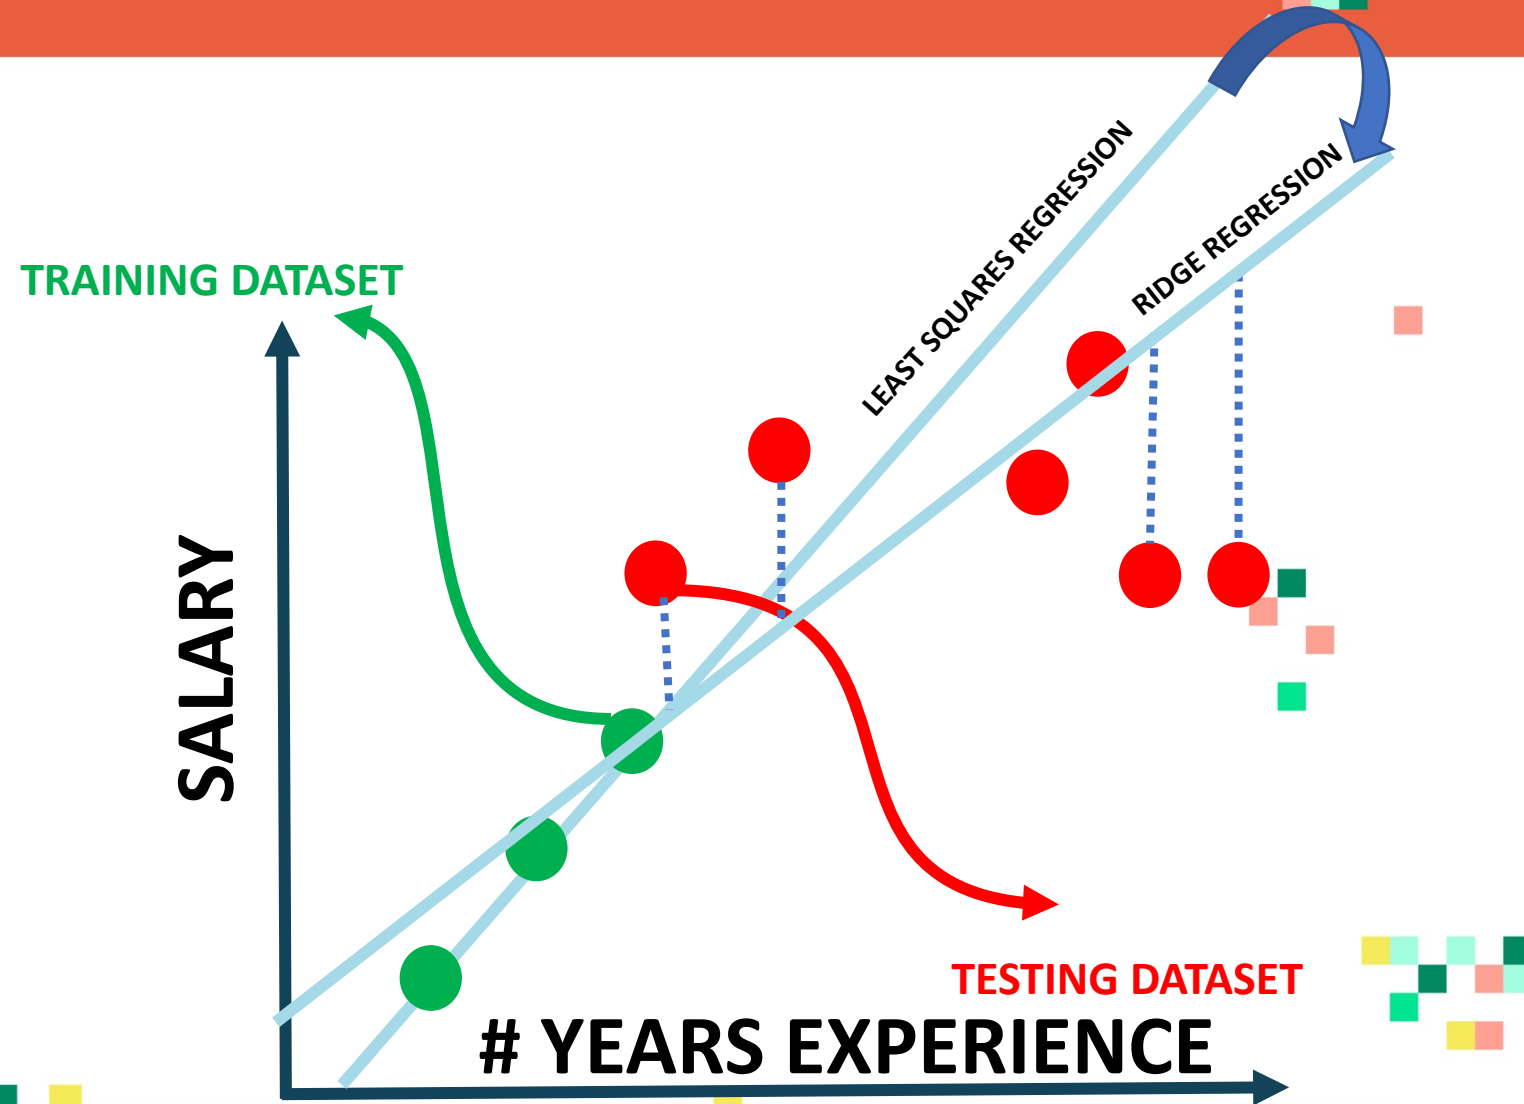 LEAST SQUARES REGRESSION
RIDGE REGRESSION
TRAINING DATASET
SALARY
TESTING DATASET
# YEARS EXPERIENCE